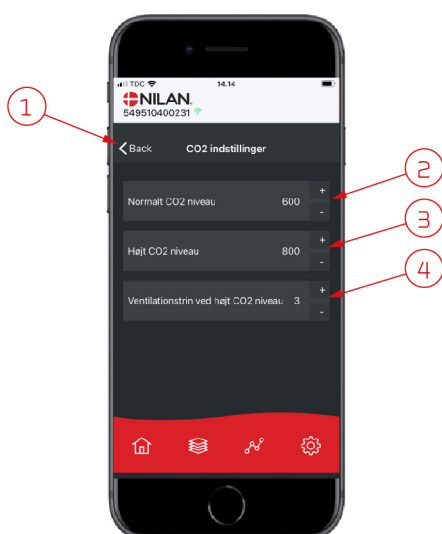 TDC 14.14
NILAN
549510400231
Back CO2 indstillinger
Normalt CO2 niveau 600 + -
Højt CO2 niveau 800 + -
Ventilationstrin ved højt CO2 niveau 3 + -
1
2
3
4